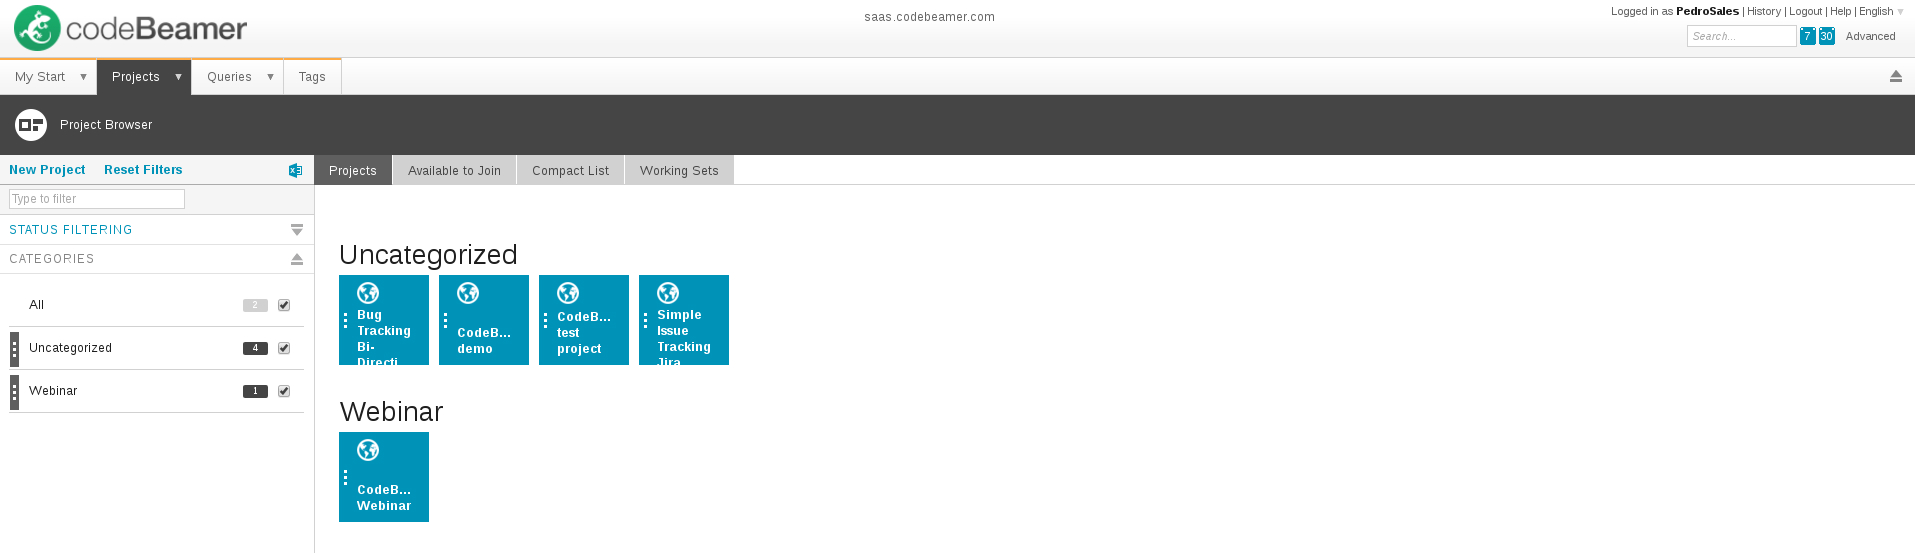 codeBeamer
saas.codebeamer.com
Logged in as PedroSales | History | Logout | Help | English
Search...
7
30
Advanced
My Start
Projects
Queries
Tags
Project Browser
New Project
Reset Filters
Projects
Available to Join
Compact List
Working Sets
Type to filter
STATUS FILTERING
CATEGORIES
All
2
Uncategorized
4
Webinar
1
Uncategorized
Bug
Tracking
Bi-
Directi
CodeB...
demo
CodeB...
test
project
Simple
Issue
Tracking
Jira
Webinar
CodeB...
Webinar